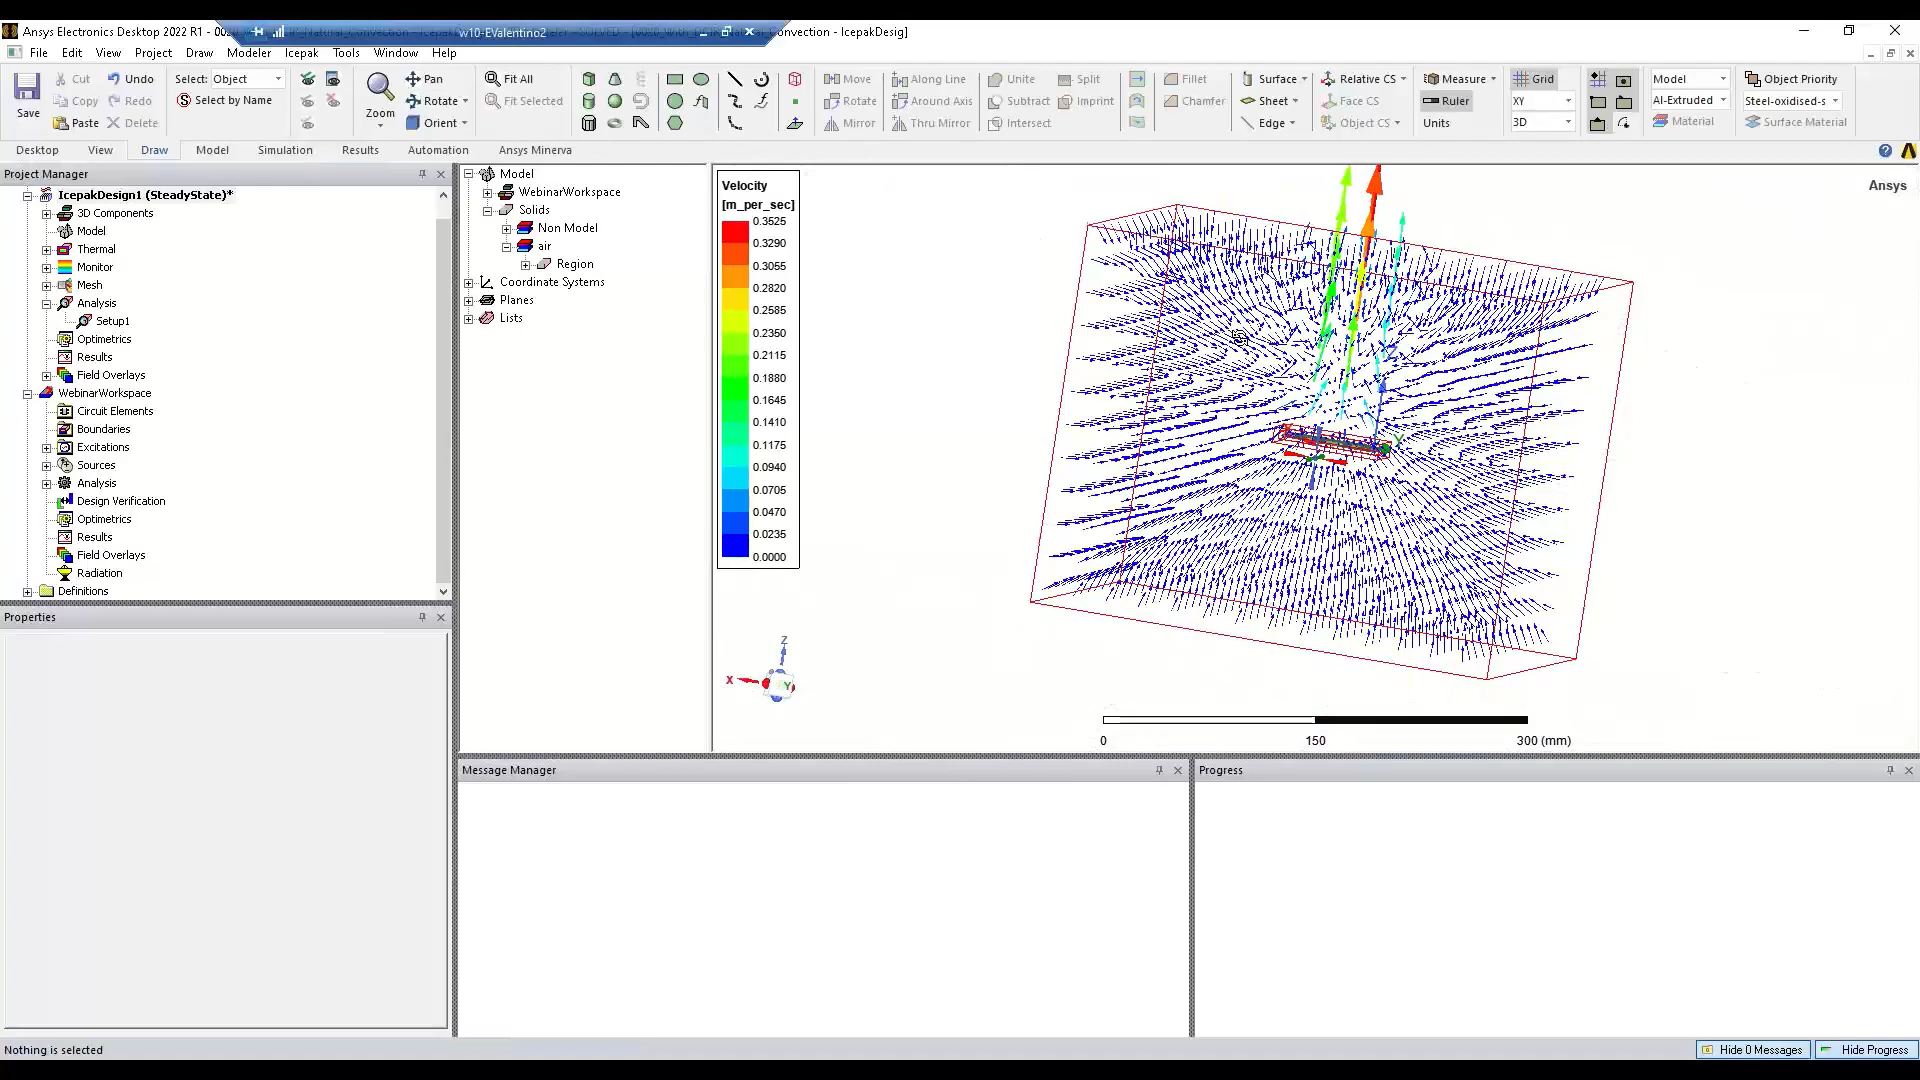 Ansys Electronics Desktop 2022 R1 -
w10-EValentino2
onvection - IcepakDesig]
File Edit View Project Draw Modeler Icepak Tools Window Help
Save
Cut
Copy
Paste
Undo
Redo
Delete
Select: Object
Select by Name
Zoom
Pan
Rotate
Orient
Fit All
Fit Selected
Move
Rotate
Mirror
Along Line
Around Axis
Thru Mirror
Unite
Subtract
Intersect
Split
Imprint
Fillet
Chamfer
Surface
Sheet
Edge
Relative CS
Face CS
Object CS
Measure
Ruler
Units
Grid
XY
3D
Model
Al-Extruded
Material
Object Priority
Steel-oxidised-s
Surface Material
Desktop View Draw Model Simulation Results Automation Ansys Minerva
Project Manager
IcepakDesign1 (SteadyState)*
3D Components
Model
Thermal
Monitor
Mesh
Analysis
Setup1
Optimetrics
Results
Field Overlays
WebinarWorkspace
Circuit Elements
Boundaries
Excitations
Sources
Analysis
Design Verification
Optimetrics
Results
Field Overlays
Radiation
Definitions
Properties
Model
WebinarWorkspace
Solids
Non Model
air
Region
Coordinate Systems
Planes
Lists
Velocity
[m_per_sec]
0.3525
0.3290
0.3055
0.2820
0.2585
0.2350
0.2115
0.1880
0.1645
0.1410
0.1175
0.0940
0.0705
0.0470
0.0235
0.0000
Ansys
Z
Y
Z
X
Y
0 150 300 (mm)
Message Manager
Progress
Nothing is selected
Hide 0 Messages
Hide Progress